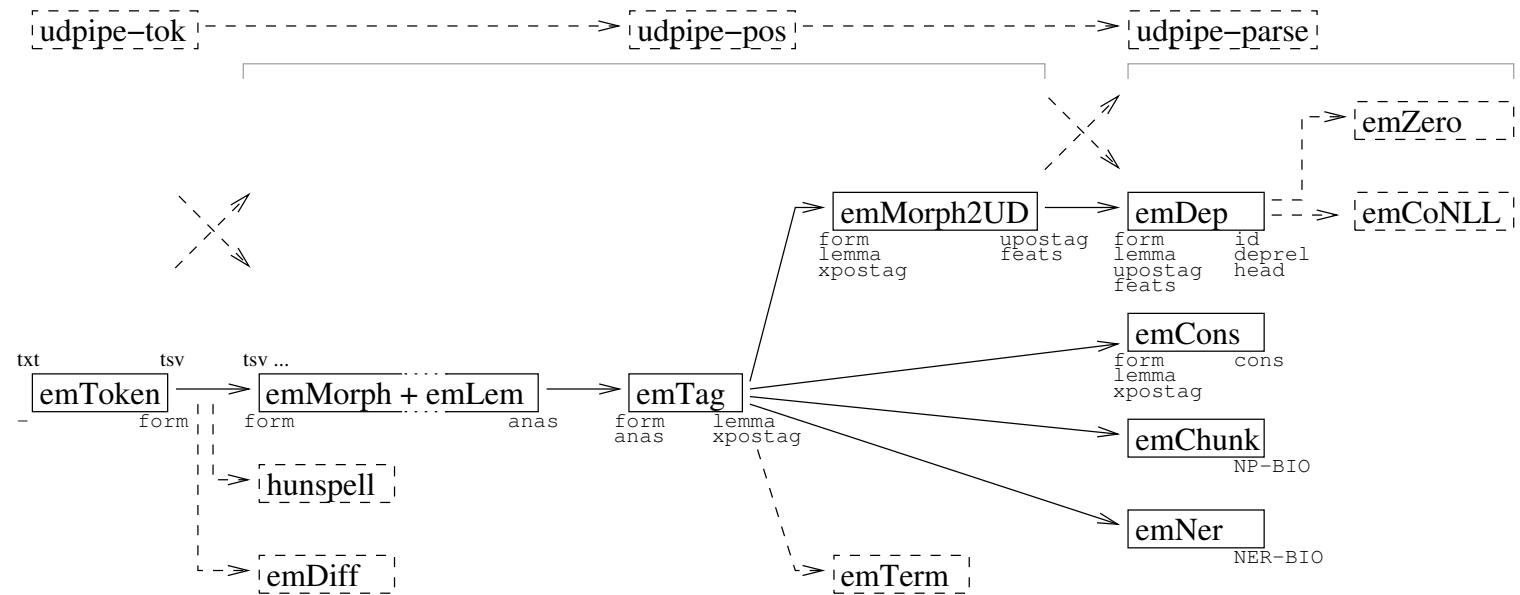 udpipe-tok
udpipe-pos
udpipe-parse
emZero
emMorph2UD
form
lemma
xpostag
upostag
feats
emDep
form
lemma
upostag
feats
id
deprel
head
emCoNLL
txt
tsv
emToken
-
form
tsv ...
emMorph + emLem
form
anas
emTag
form
anas
lemma
xpostag
emCons
form
lemma
xpostag
cons
emChunk
NP-BIO
hunspell
emNer
NER-BIO
emDiff
emTerm